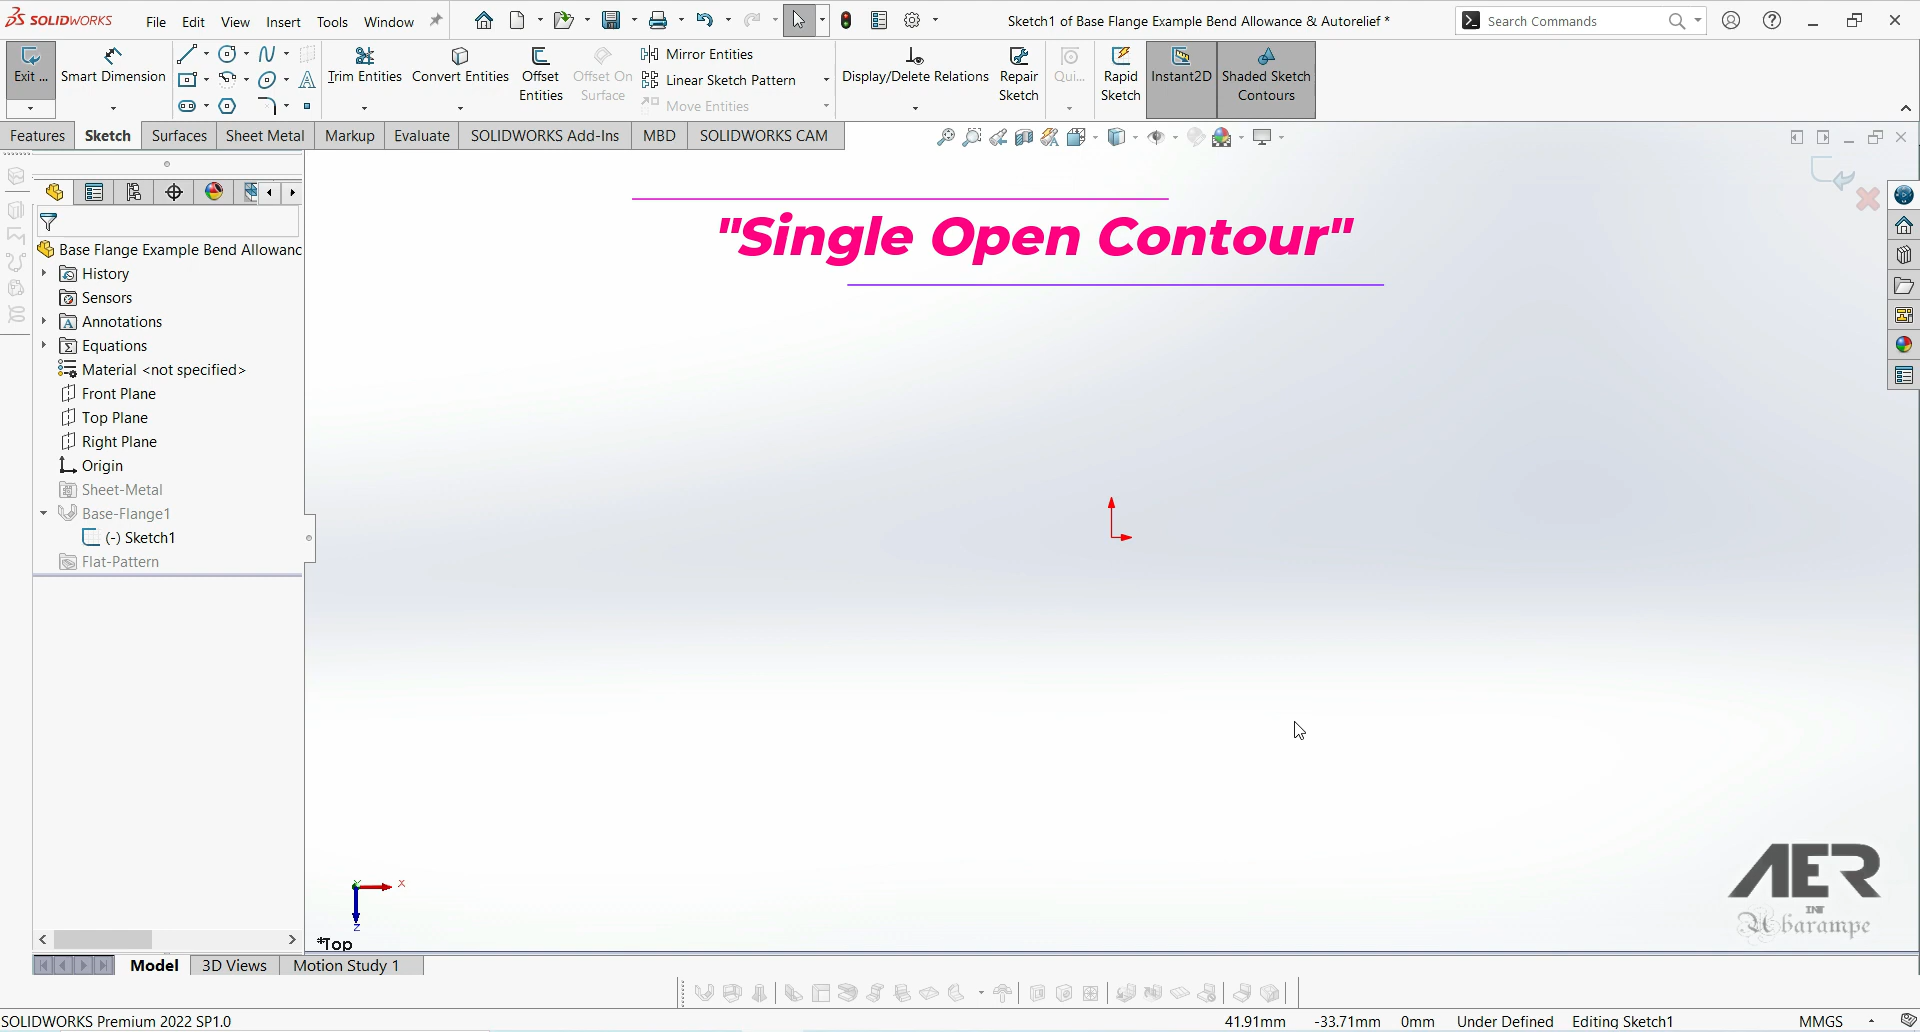 SOLIDWORKS
File Edit View Insert Tools Window
Sketch1 of Base Flange Example Bend Allowance & Autorelief *
Search Commands
Exit ...
Smart Dimension
Trim Entities
Convert Entities
Offset Entities
Offset On Surface
Mirror Entities
Linear Sketch Pattern
Move Entities
Display/Delete Relations
Repair Sketch
Qui...
Rapid Sketch
Instant2D
Shaded Sketch Contours
Features Sketch Surfaces Sheet Metal Markup Evaluate SOLIDWORKS Add-Ins MBD SOLIDWORKS CAM
"Single Open Contour"
Base Flange Example Bend Allowanc
History
Sensors
Annotations
Equations
Material <not specified>
Front Plane
Top Plane
Right Plane
Origin
Sheet-Metal
Base-Flange1
(-) Sketch1
Flat-Pattern
X
Z
*Top
AER
INT
Abarampe
Model 3D Views Motion Study 1
SOLIDWORKS Premium 2022 SP1.0
41.91mm -33.71mm 0mm Under Defined Editing Sketch1 MMGS